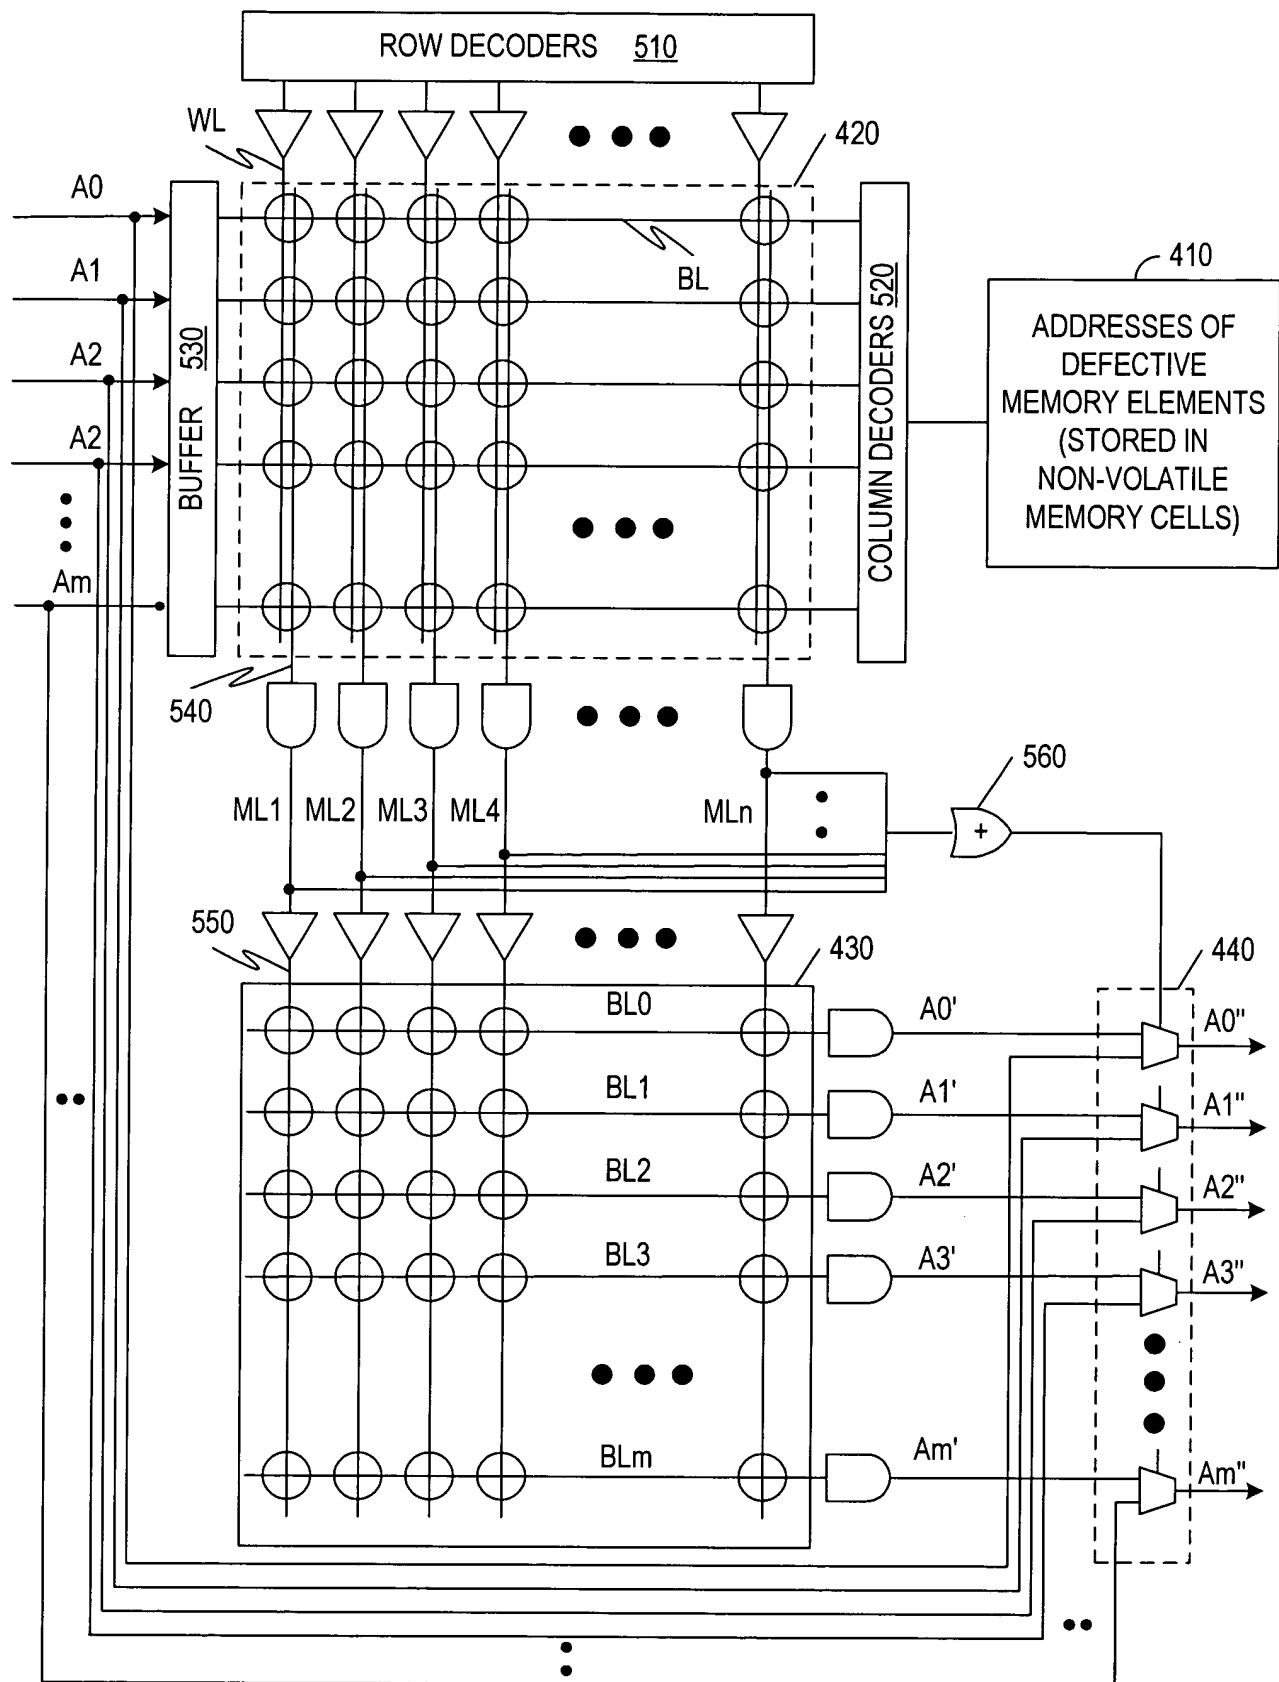 ROW DECODERS 510
WL
420
A0
A1
A2
A2
Am
BUFFER 530
BL
COLUMN DECODERS 520
410
ADDRESSES OF
DEFECTIVE
MEMORY ELEMENTS
(STORED IN
NON-VOLATILE
MEMORY CELLS)
540
ML1
ML2
ML3
ML4
MLn
560
+
550
430
440
BL0
A0'
A0"
BL1
A1'
A1"
BL2
A2'
A2"
BL3
A3'
A3"
BLm
Am'
Am"